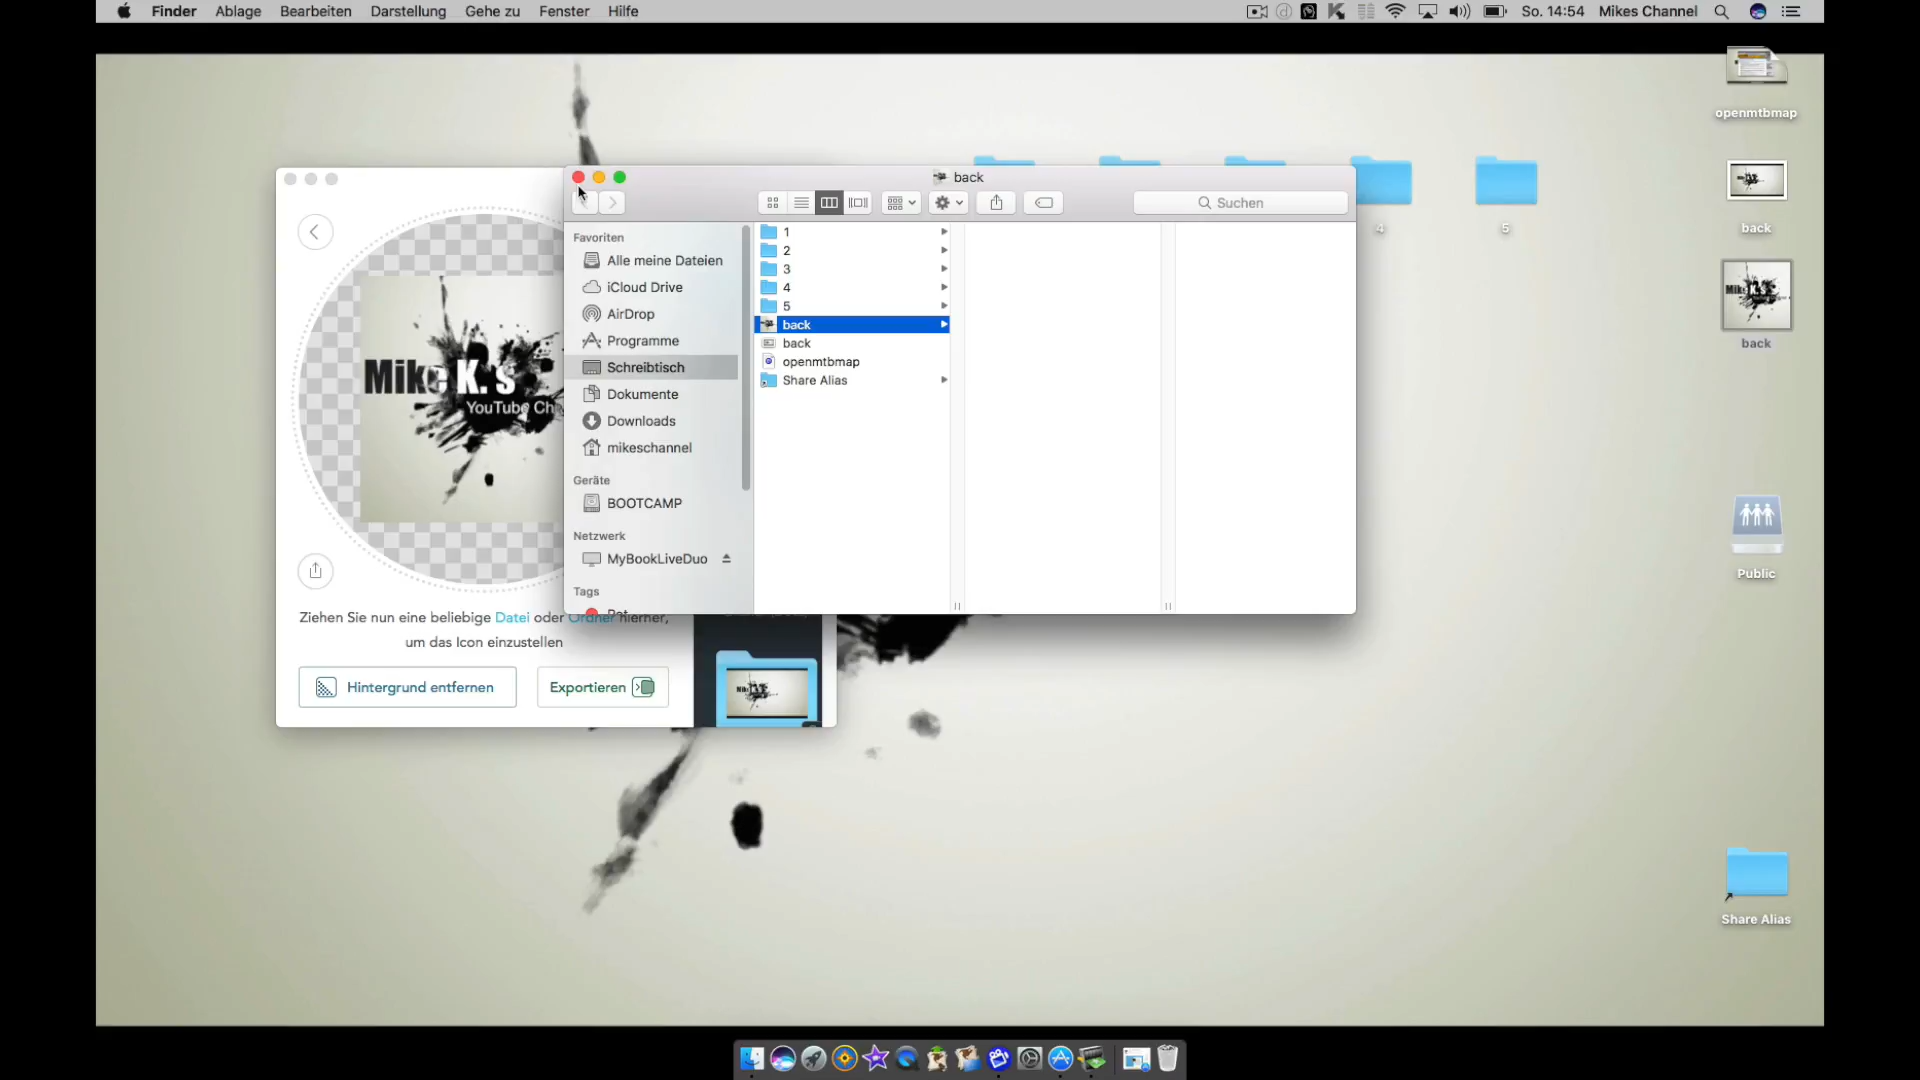 Finder Ablage Bearbeiten Darstellung Gehe zu Fenster Hilfe So. 14:54 Mikes Channel
openmtbmap
back
back
4 5
Public
Share Alias
back
Suchen
Favoriten
Alle meine Dateien
iCloud Drive
AirDrop
Programme
Schreibtisch
Dokumente
Downloads
mikeschannel
Geräte
BOOTCAMP
Netzwerk
MyBookLiveDuo
Tags
1
2
3
4
5
back
back
openmtbmap
Share Alias
Mike K. s
YouTube Ch
Ziehen Sie nun eine beliebige Datei oder Ordner hierher,
um das Icon einzustellen
Hintergrund entfernen Exportieren